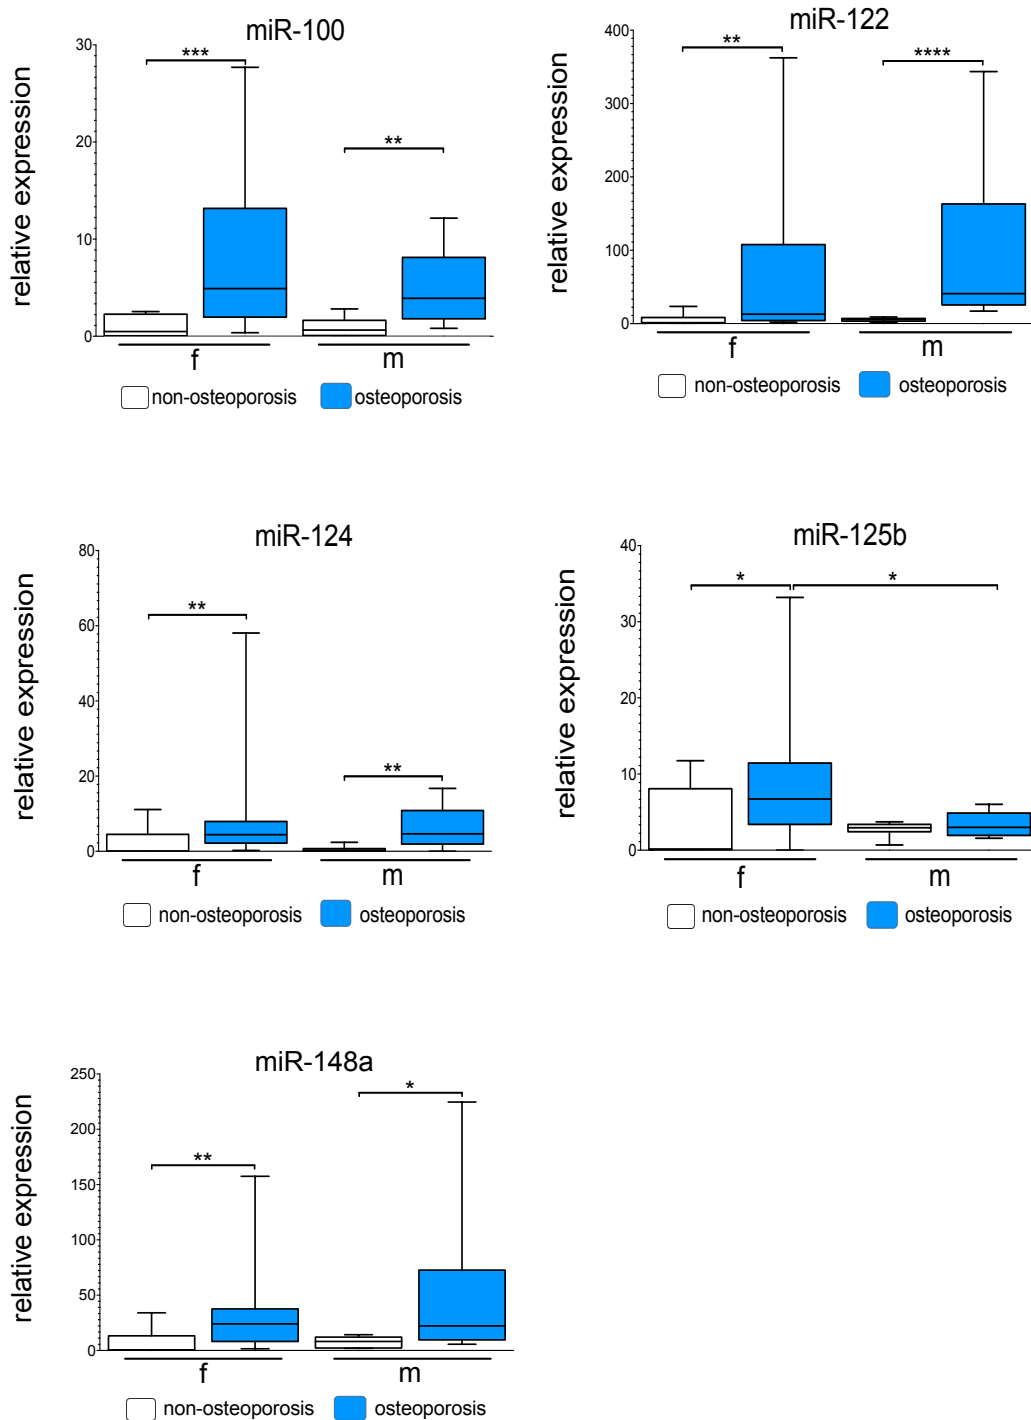 miR-100
relative expression
30
20
10
0
***
**
f
m
non-osteoporosis
osteoporosis
miR-122
relative expression
400
300
200
100
0
**
****
f
m
non-osteoporosis
osteoporosis
miR-124
relative expression
80
60
40
20
0
**
**
f
m
non-osteoporosis
osteoporosis
miR-125b
relative expression
40
30
20
10
0
*
*
f
m
non-osteoporosis
osteoporosis
miR-148a
relative expression
250
200
150
100
50
0
**
*
f
m
non-osteoporosis
osteoporosis